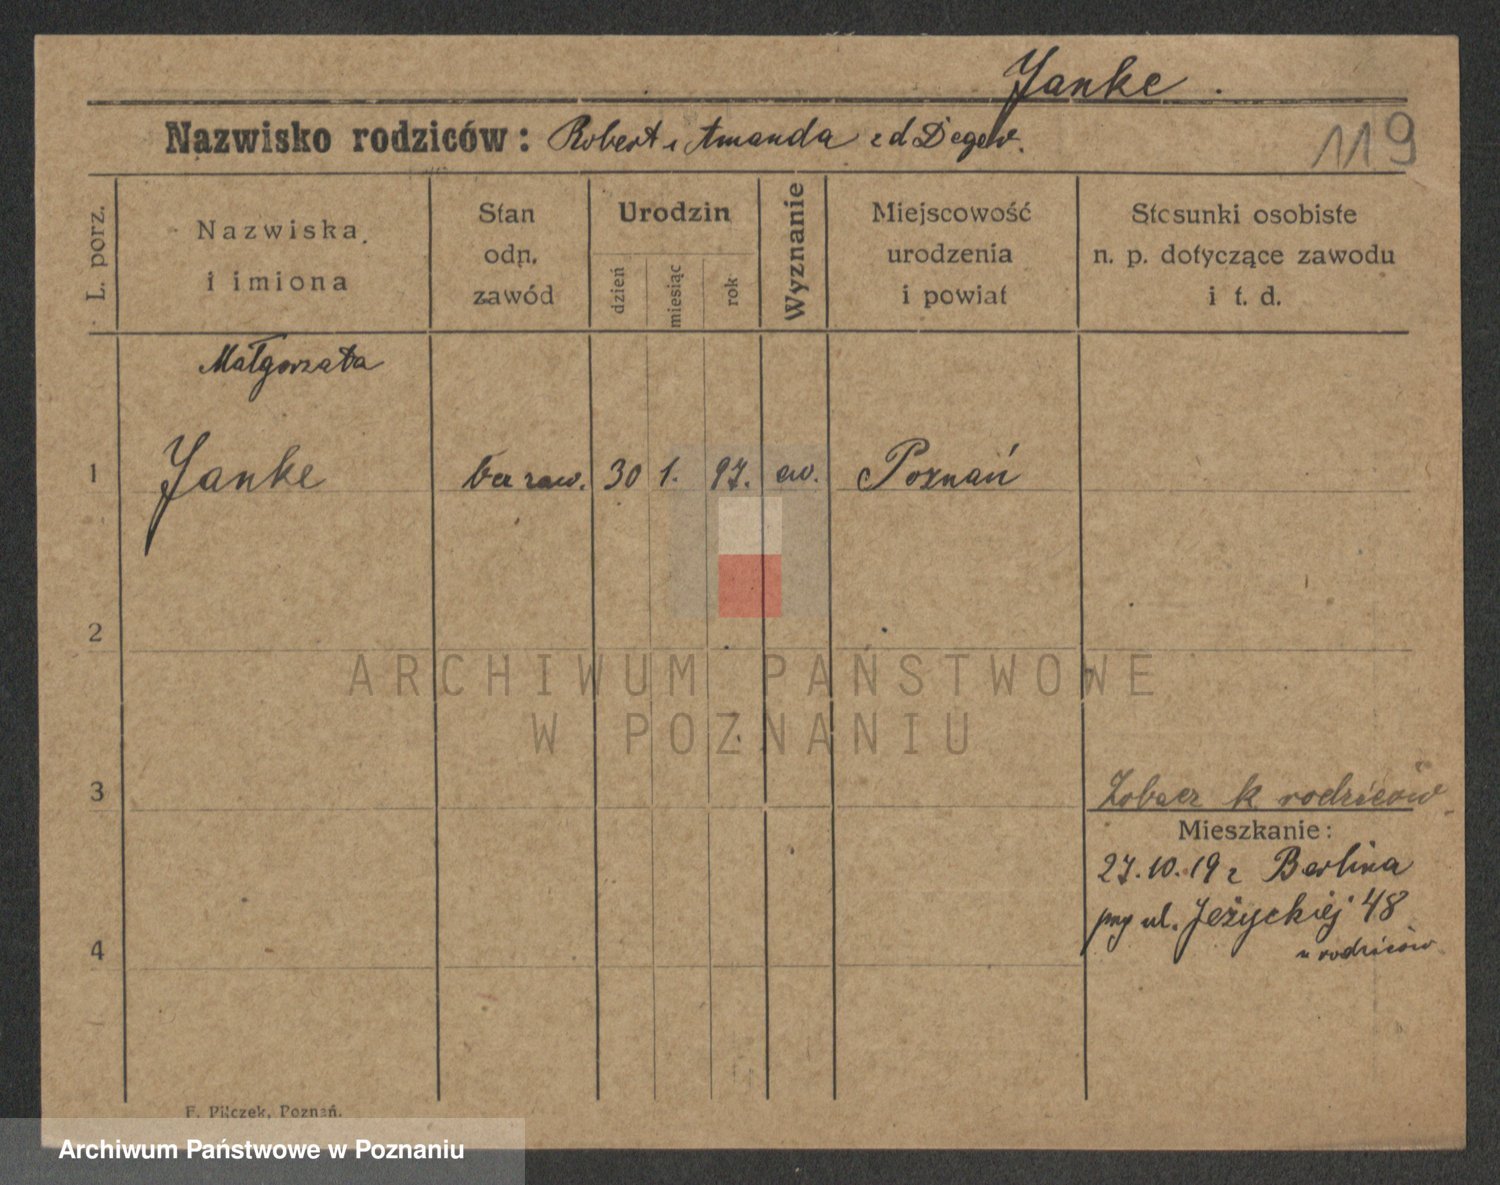 Janke.
Nazwisko rodziców: Robert i Amanda z d Degew.
119
L. porz.
Nazwiska
i imiona
Stan
odn.
zawód
Urodzin
dzień
miesiąc
rok
Wyznanie
Miejscowość
urodzenia
i powiat
Stosunki osobiste
n. p. dotyczące zawodu
i t. d.
Małgorzata
1 Janke bez zaw. 30 1. 97. ew. Poznań
2
ARCHIWUM PAŃSTWOWE
W POZNANIU
3
Zobacz k rodziców
Mieszkanie:
27.10.19 z Berlina
przy ul. Jeżyckiej 48
u rodziców
4
F. Pilczek, Poznań.
Archiwum Państwowe w Poznaniu